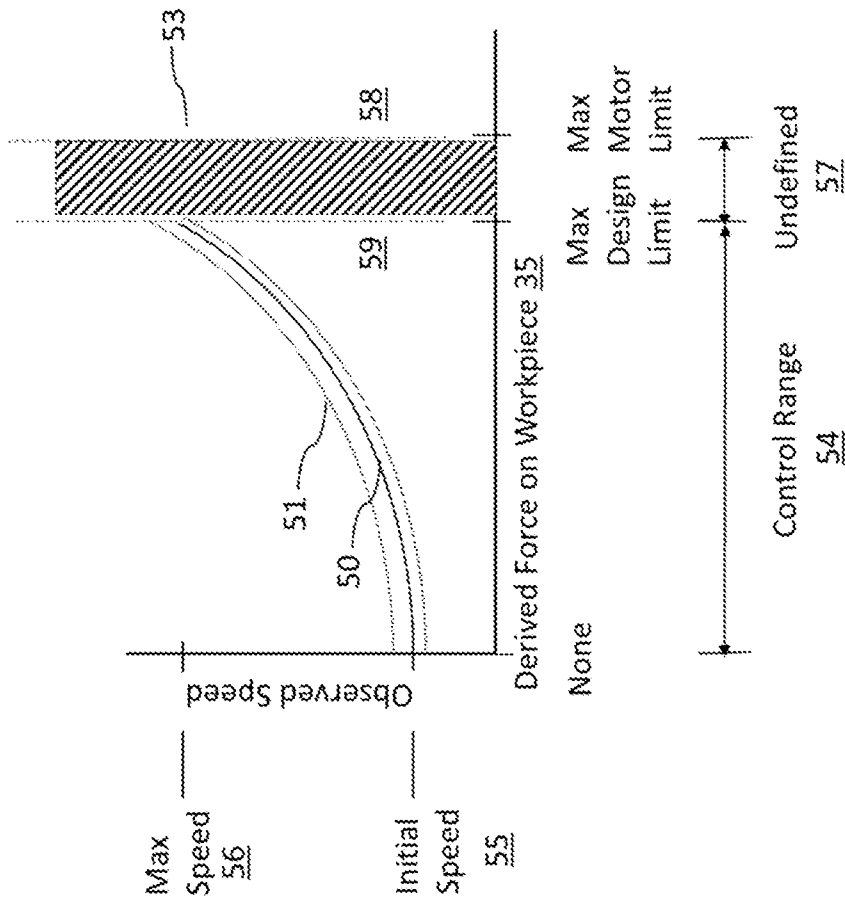 53
Max
Speed
56
Observed Speed
Initial
Speed
55
51
50
59
58
Derived Force on Workpiece 35
None
Max
Design
Limit
Max
Motor
Limit
Control Range
54
Undefined
57